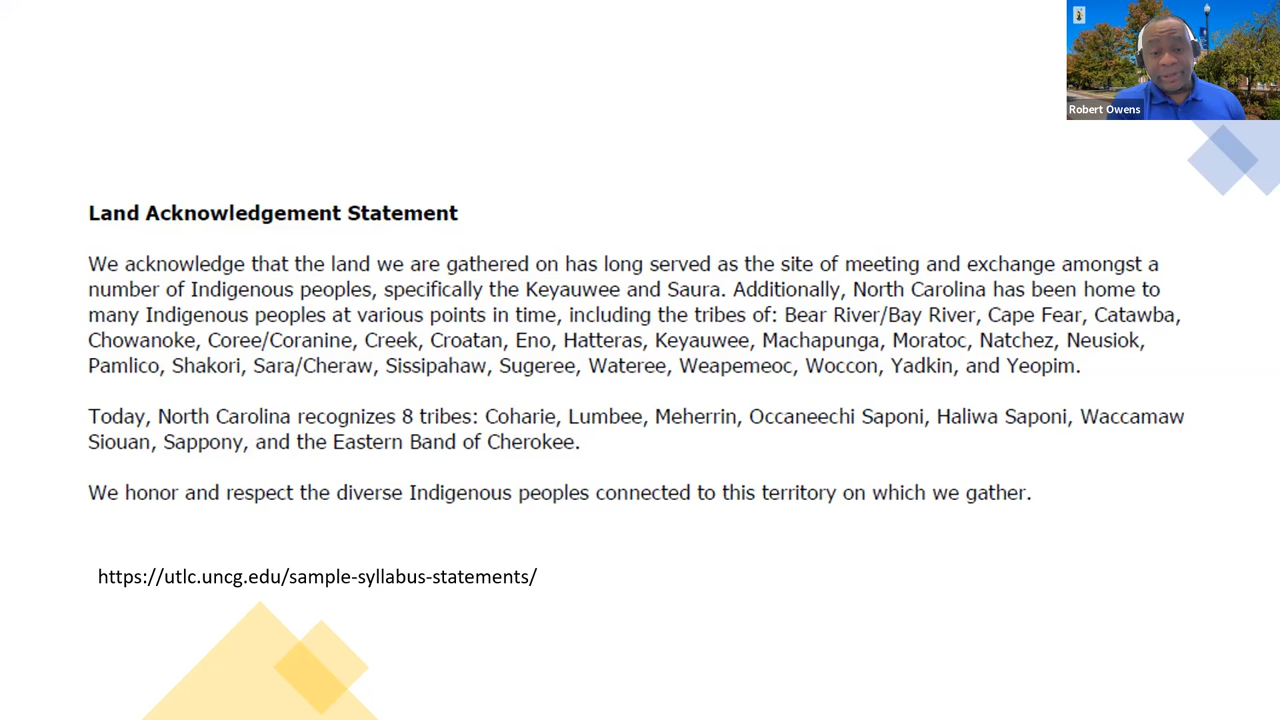 Robert Owens
Land Acknowledgement Statement
We acknowledge that the land we are gathered on has long served as the site of meeting and exchange amongst a
number of Indigenous peoples, specifically the Keyauwee and Saura. Additionally, North Carolina has been home to
many Indigenous peoples at various points in time, including the tribes of: Bear River/Bay River, Cape Fear, Catawba,
Chowanoke, Coree/Coranine, Creek, Croatan, Eno, Hatteras, Keyauwee, Machapunga, Moratoc, Natchez, Neusiok,
Pamlico, Shakori, Sara/Cheraw, Sissipahaw, Sugeree, Wateree, Weapemeoc, Woccon, Yadkin, and Yeopim.
Today, North Carolina recognizes 8 tribes: Coharie, Lumbee, Meherrin, Occaneechi Saponi, Haliwa Saponi, Waccamaw
Siouan, Sappony, and the Eastern Band of Cherokee.
We honor and respect the diverse Indigenous peoples connected to this territory on which we gather.
https://utlc.uncg.edu/sample-syllabus-statements/